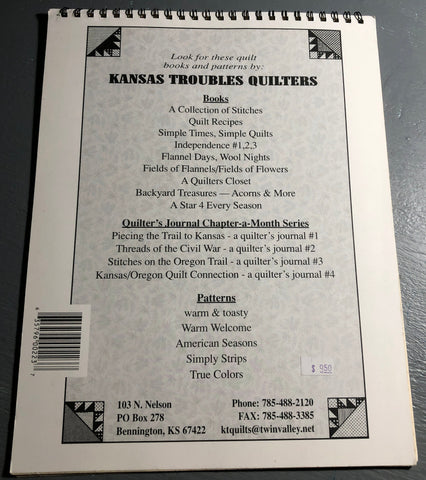 Look for these quilt
books and patterns by:
KANSAS TROUBLES QUILTERS
Books
A Collection of Stitches
Quilt Recipes
Simple Times, Simple Quilts
Independence #1,2,3
Flannel Days, Wool Nights
Fields of Flannels/Fields of Flowers
A Quilters Closet
Backyard Treasures — Acorns & More
A Star 4 Every Season
Quilter's Journal Chapter-a-Month Series
Piecing the Trail to Kansas - a quilter's journal #1
Threads of the Civil War - a quilter's journal #2
Stitches on the Oregon Trail - a quilter's journal #3
Kansas/Oregon Quilt Connection - a quilter's journal #4
Patterns
warm & toasty
Warm Welcome
American Seasons
Simply Strips
True Colors
$ 950
103 N. Nelson
PO Box 278
Bennington, KS 67422
Phone: 785-488-2120
FAX: 785-488-3385
ktquilts@twinvalley.net